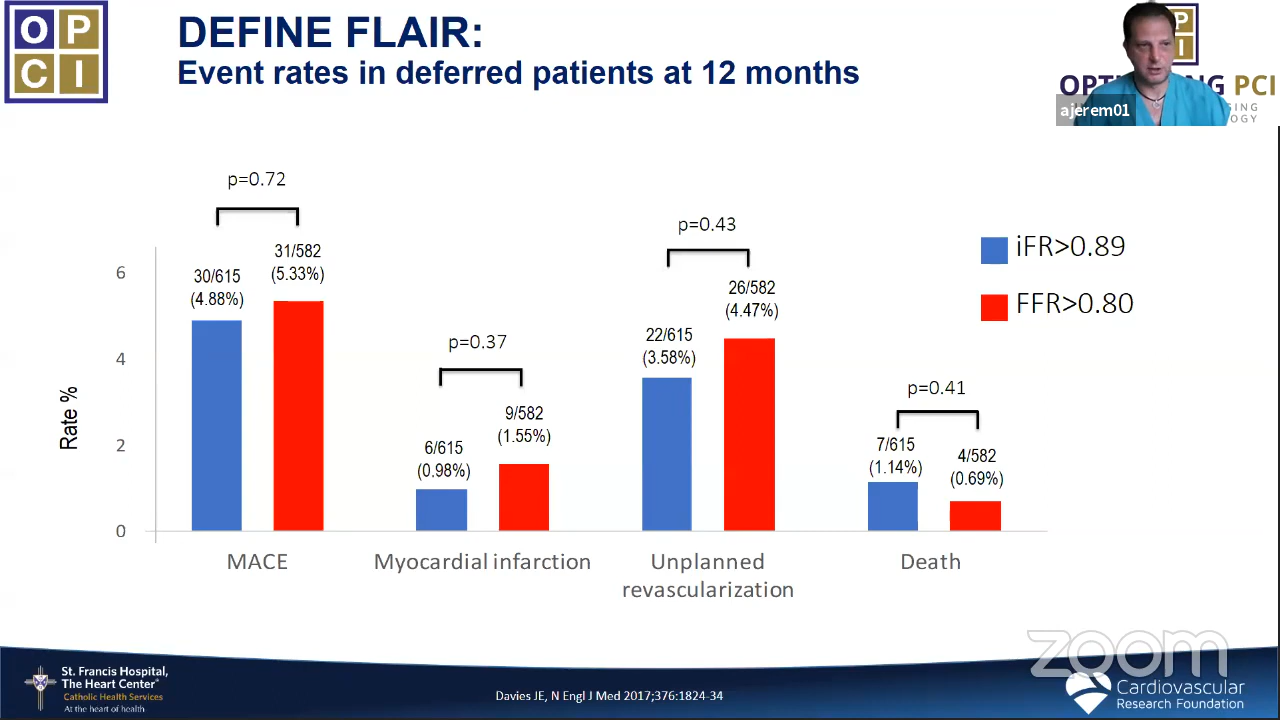 O P
C I
DEFINE FLAIR:
Event rates in deferred patients at 12 months
P
I
OPT
G PCI
SING
OGY
ajerem01
p=0.72
31/582
(5.33%)
30/615
(4.88%)
p=0.37
9/582
(1.55%)
6/615
(0.98%)
p=0.43
26/582
(4.47%)
22/615
(3.58%)
p=0.41
7/615
(1.14%)
4/582
(0.69%)
iFR>0.89
FFR>0.80
Rate %
6
4
2
0
MACE
Myocardial infarction
Unplanned
revascularization
Death
zoom
St. Francis Hospital,
The Heart Center®
Catholic Health Services
At the heart of health
Davies JE, N Engl J Med 2017;376:1824-34
Cardiovascular
Research Foundation